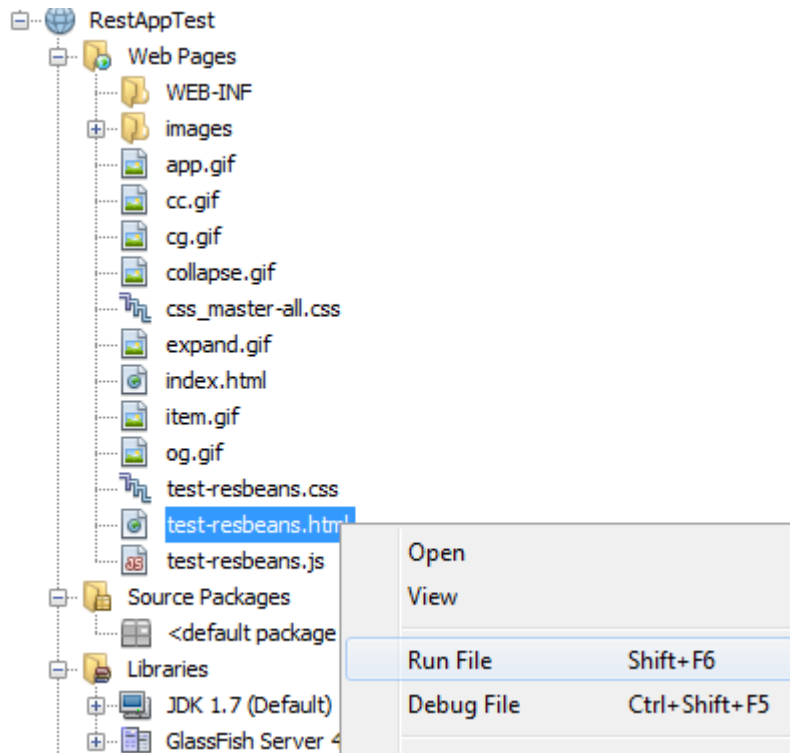 RestAppTest
Web Pages
WEB-INF
images
app.gif
cc.gif
cg.gif
collapse.gif
css_master-all.css
expand.gif
index.html
item.gif
og.gif
test-resbeans.css
test-resbeans.html
test-resbeans.js
Open
Source Packages
View
<default package
Libraries
Run File Shift+F6
JDK 1.7 (Default)
Debug File Ctrl+Shift+F5
GlassFish Server 4